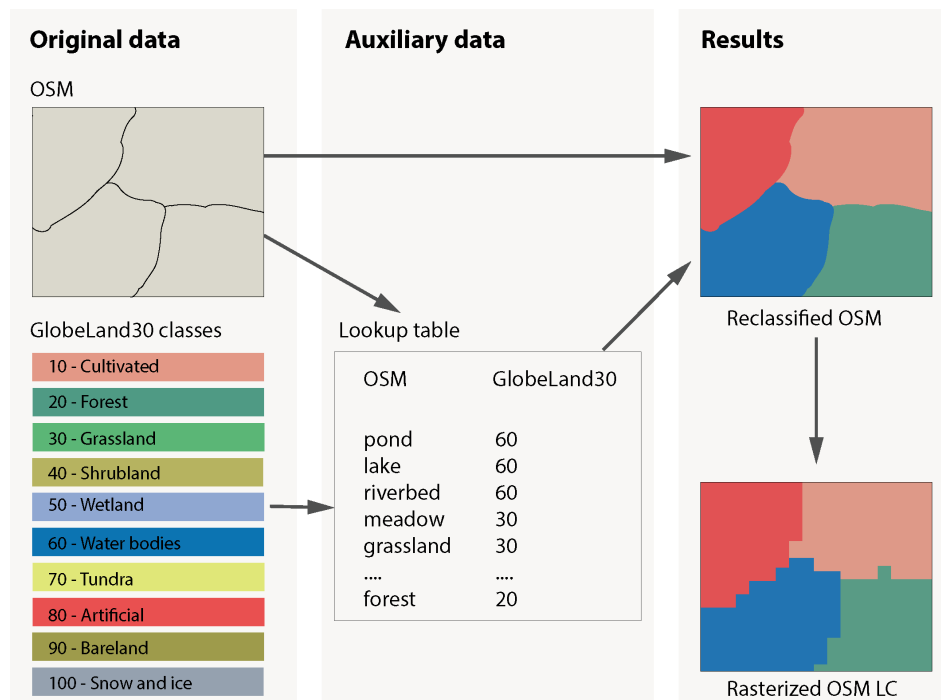 Original data
OSM
GlobeLand30 classes
10 - Cultivated
20 - Forest
30 - Grassland
40 - Shrubland
50 - Wetland
60 - Water bodies
70 - Tundra
80 - Artificial
90 - Bareland
100 - Snow and ice
Auxiliary data
Lookup table
OSM GlobeLand30
pond 60
lake 60
riverbed 60
meadow 30
grassland 30
.... ....
forest 20
Results
Reclassified OSM
Rasterized OSM LC